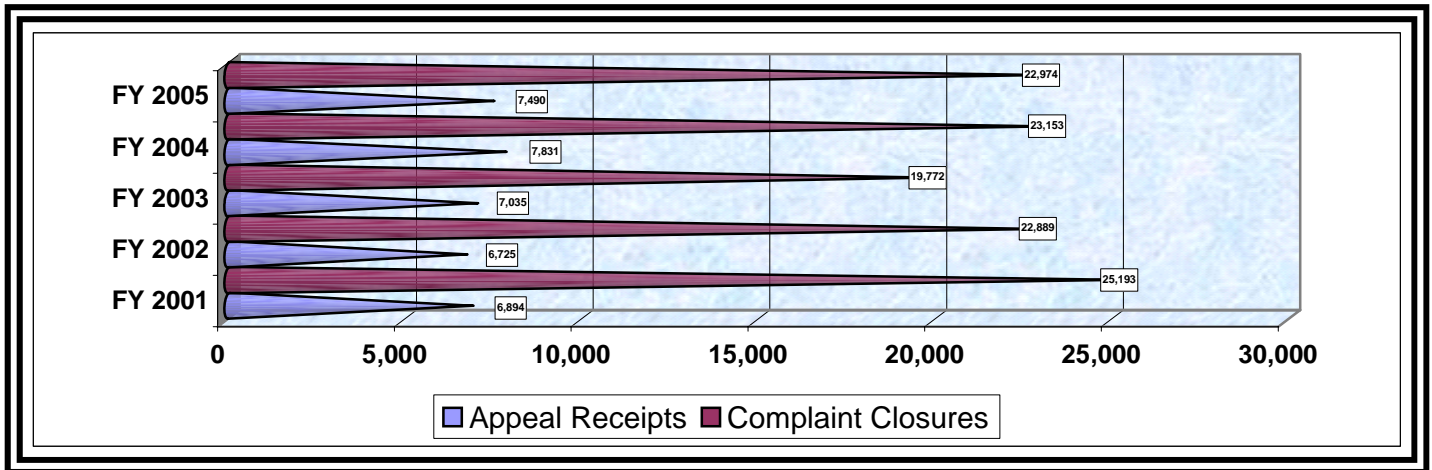 22,974
FY 2005
7,490
23,153
FY 2004
7,831
19,772
FY 2003
7,035
22,889
FY 2002
6,725
25,193
FY 2001
6,894
0 5,000 10,000 15,000 20,000 25,000 30,000
Appeal Receipts Complaint Closures